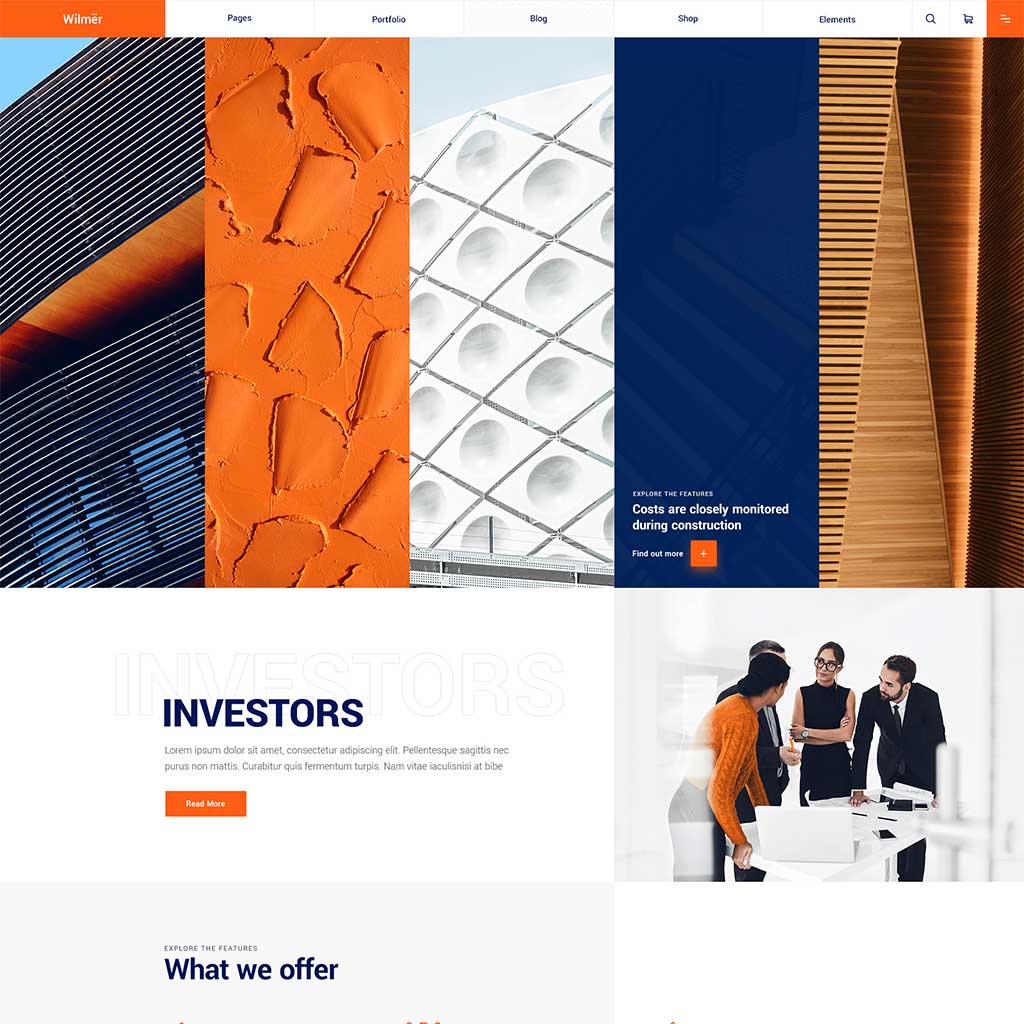 Wilmër
Pages
Portfolio
Blog
Shop
Elements
EXPLORE THE FEATURES
Costs are closely monitored
during construction
Find out more
+
INVESTORS
INVESTORS
Lorem ipsum dolor sit amet, consectetur adipiscing elit. Pellentesque sagittis nec
purus non mattis. Curabitur quis fermentum turpis. Nam vitae iaculisnisi at bibe
Read More
EXPLORE THE FEATURES
What we offer